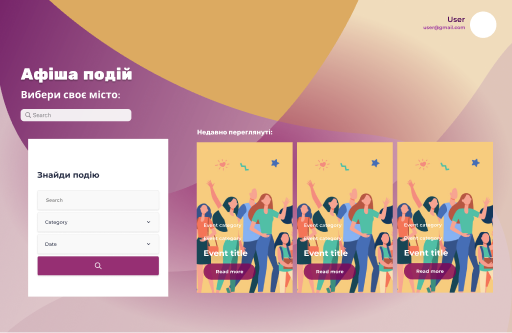 User
user@gmail.com
Афіша подій
Вибери своє місто:
Search
Недавно переглянуті:
Знайди подію
Search
Category
Date
Event category
Event title
Read more
Event category
Event title
Read more
Event category
Event title
Read more